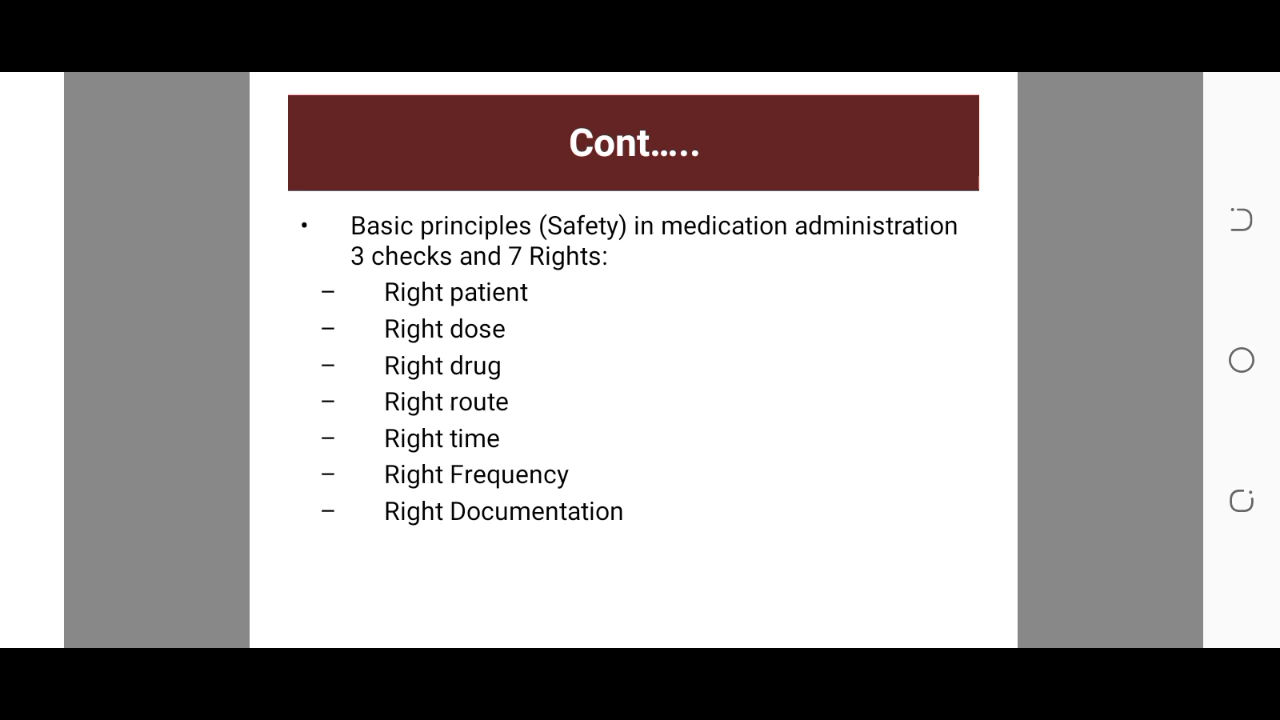 Cont.....
• Basic principles (Safety) in medication administration
3 checks and 7 Rights:
– Right patient
– Right dose
– Right drug
– Right route
– Right time
– Right Frequency
– Right Documentation